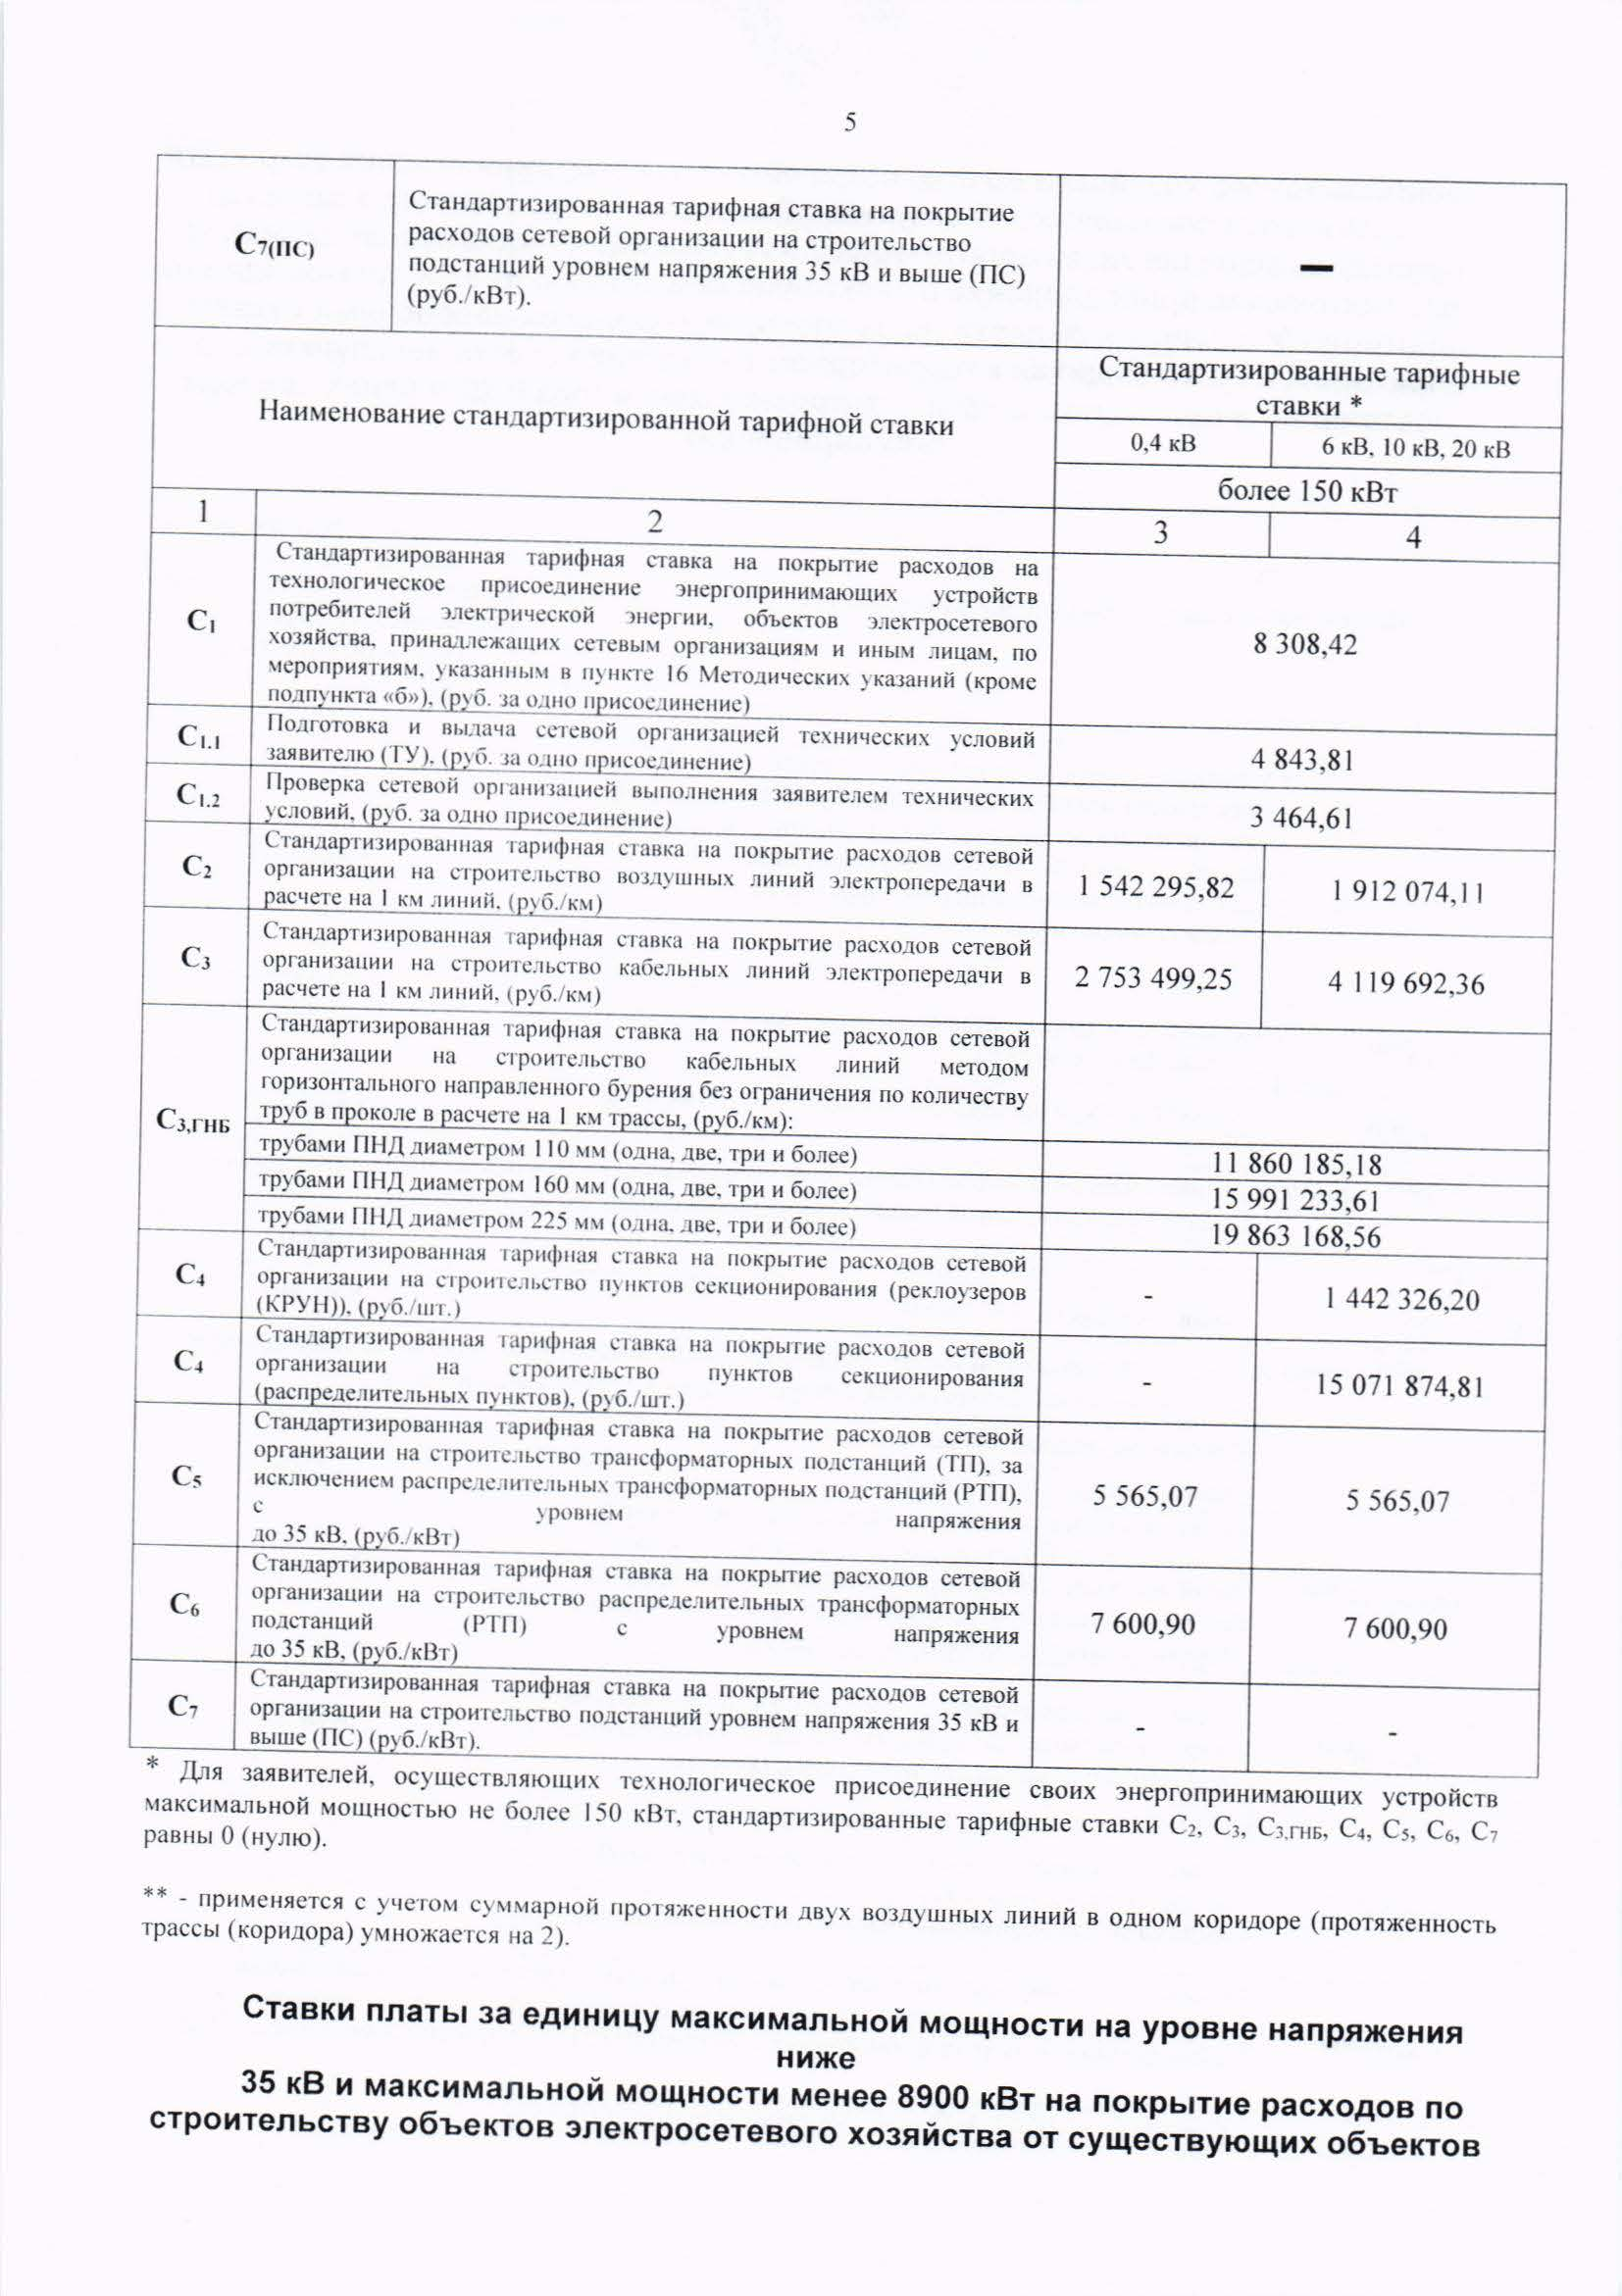 5
С7(ПС)
Стандартизированная тарифная ставка на покрытие
расходов сетевой организации на строительство
подстанций уровнем напряжения 35 кВ и выше (ПС)
(руб./кВт).
–
Наименование стандартизированной тарифной ставки
Стандартизированные тарифные
ставки *
0,4 кВ
6 кВ, 10 кВ, 20 кВ
более 150 кВт
1
2
3
4
С1
Стандартизированная тарифная ставка на покрытие расходов на
технологическое присоединение энергопринимающих устройств
потребителей электрической энергии, объектов электросетевого
хозяйства, принадлежащих сетевым организациям и иным лицам, по
мероприятиям, указанным в пункте 16 Методических указаний (кроме
подпункта «б»), (руб. за одно присоединение)
8 308,42
С1.1
Подготовка и выдача сетевой организацией технических условий
заявителю (ТУ), (руб. за одно присоединение)
4 843,81
С1.2
Проверка сетевой организацией выполнения заявителем технических
условий, (руб. за одно присоединение)
3 464,61
С2
Стандартизированная тарифная ставка на покрытие расходов сетевой
организации на строительство воздушных линий электропередачи в
расчете на 1 км линий, (руб./км)
1 542 295,82
1 912 074,11
С3
Стандартизированная тарифная ставка на покрытие расходов сетевой
организации на строительство кабельных линий электропередачи в
расчете на 1 км линий, (руб./км)
2 753 499,25
4 119 692,36
С3,ГНБ
Стандартизированная тарифная ставка на покрытие расходов сетевой
организации на строительство кабельных линий методом
горизонтального направленного бурения без ограничения по количеству
труб в проколе в расчете на 1 км трассы, (руб./км):
трубами ПНД диаметром 110 мм (одна, две, три и более)
11 860 185,18
трубами ПНД диаметром 160 мм (одна, две, три и более)
15 991 233,61
трубами ПНД диаметром 225 мм (одна, две, три и более)
19 863 168,56
С4
Стандартизированная тарифная ставка на покрытие расходов сетевой
организации на строительство пунктов секционирования (реклоузеров
(КРУН)), (руб./шт.)
-
1 442 326,20
С4
Стандартизированная тарифная ставка на покрытие расходов сетевой
организации на строительство пунктов секционирования
(распределительных пунктов), (руб./шт.)
-
15 071 874,81
С5
Стандартизированная тарифная ставка на покрытие расходов сетевой
организации на строительство трансформаторных подстанций (ТП), за
исключением распределительных трансформаторных подстанций (РТП),
с уровнем напряжения
до 35 кВ, (руб./кВт)
5 565,07
5 565,07
С6
Стандартизированная тарифная ставка на покрытие расходов сетевой
организации на строительство распределительных трансформаторных
подстанций (РТП) с уровнем напряжения
до 35 кВ, (руб./кВт)
7 600,90
7 600,90
С7
Стандартизированная тарифная ставка на покрытие расходов сетевой
организации на строительство подстанций уровнем напряжения 35 кВ и
выше (ПС) (руб./кВт).
-
-
* Для заявителей, осуществляющих технологическое присоединение своих энергопринимающих устройств
максимальной мощностью не более 150 кВт, стандартизированные тарифные ставки С2, С3, С3,ГНБ, С4, С5, С6, С7
равны 0 (нулю).
** - применяется с учетом суммарной протяженности двух воздушных линий в одном коридоре (протяженность
трассы (коридора) умножается на 2).
Ставки платы за единицу максимальной мощности на уровне напряжения
ниже
35 кВ и максимальной мощности менее 8900 кВт на покрытие расходов по
строительству объектов электросетевого хозяйства от существующих объектов